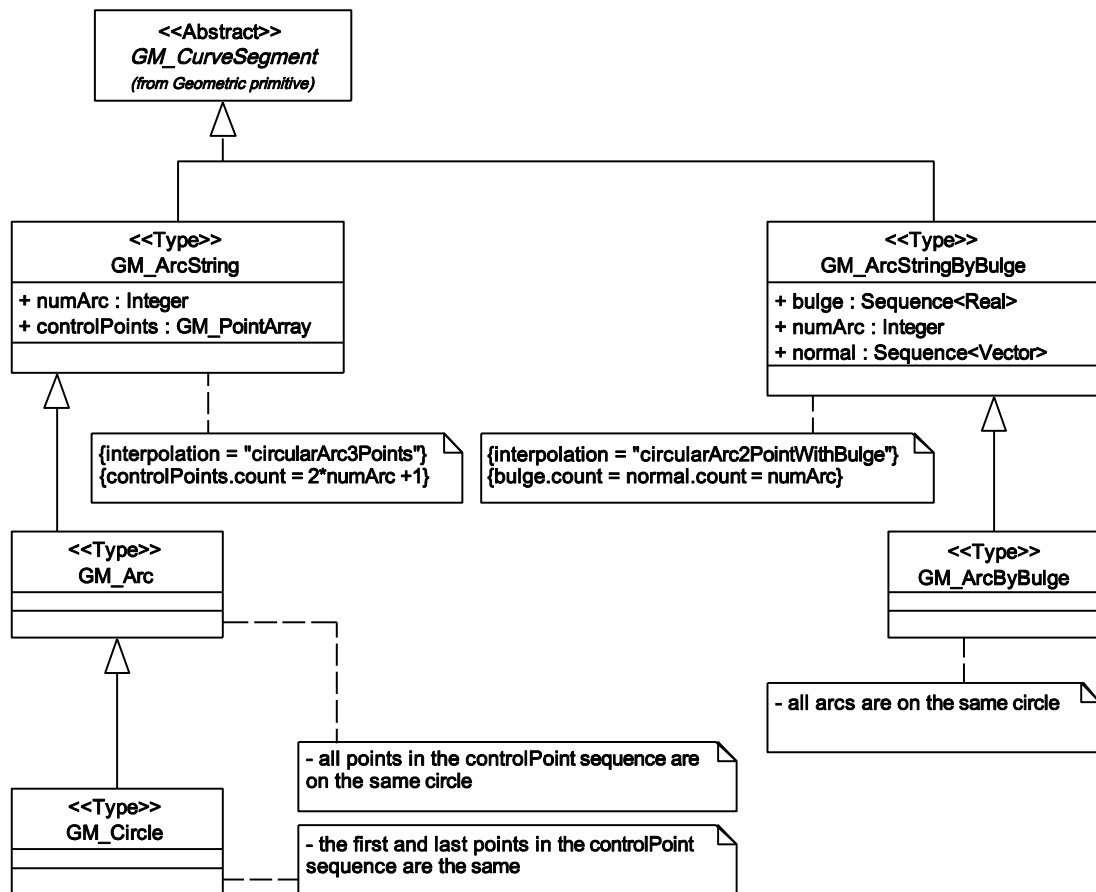 <<Abstract>>
GM_CurveSegment
(from Geometric primitive)
<<Type>>
GM_ArcString
+ numArc : Integer
+ controlPoints : GM_PointArray
<<Type>>
GM_ArcStringByBulge
+ bulge : Sequence<Real>
+ numArc : Integer
+ normal : Sequence<Vector>
{interpolation = "circularArc3Points"}
{controlPoints.count = 2*numArc +1}
{interpolation = "circularArc2PointWithBulge"}
{bulge.count = normal.count = numArc}
<<Type>>
GM_Arc
<<Type>>
GM_ArcByBulge
- all arcs are on the same circle
- all points in the controlPoint sequence are
on the same circle
<<Type>>
GM_Circle
- the first and last points in the controlPoint
sequence are the same